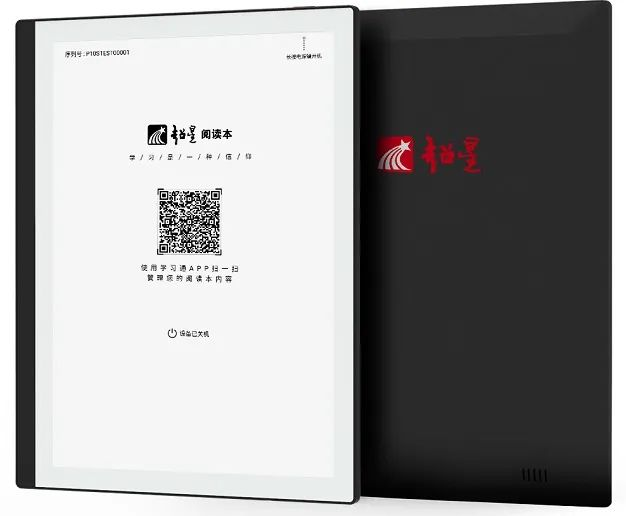 序列号：P10STEST00001
长按电源键开机
超星 阅读本
学/习/是/一/种/信/仰
使用学习通APP扫一扫
管理您的阅读本内容
设备已关机
超星